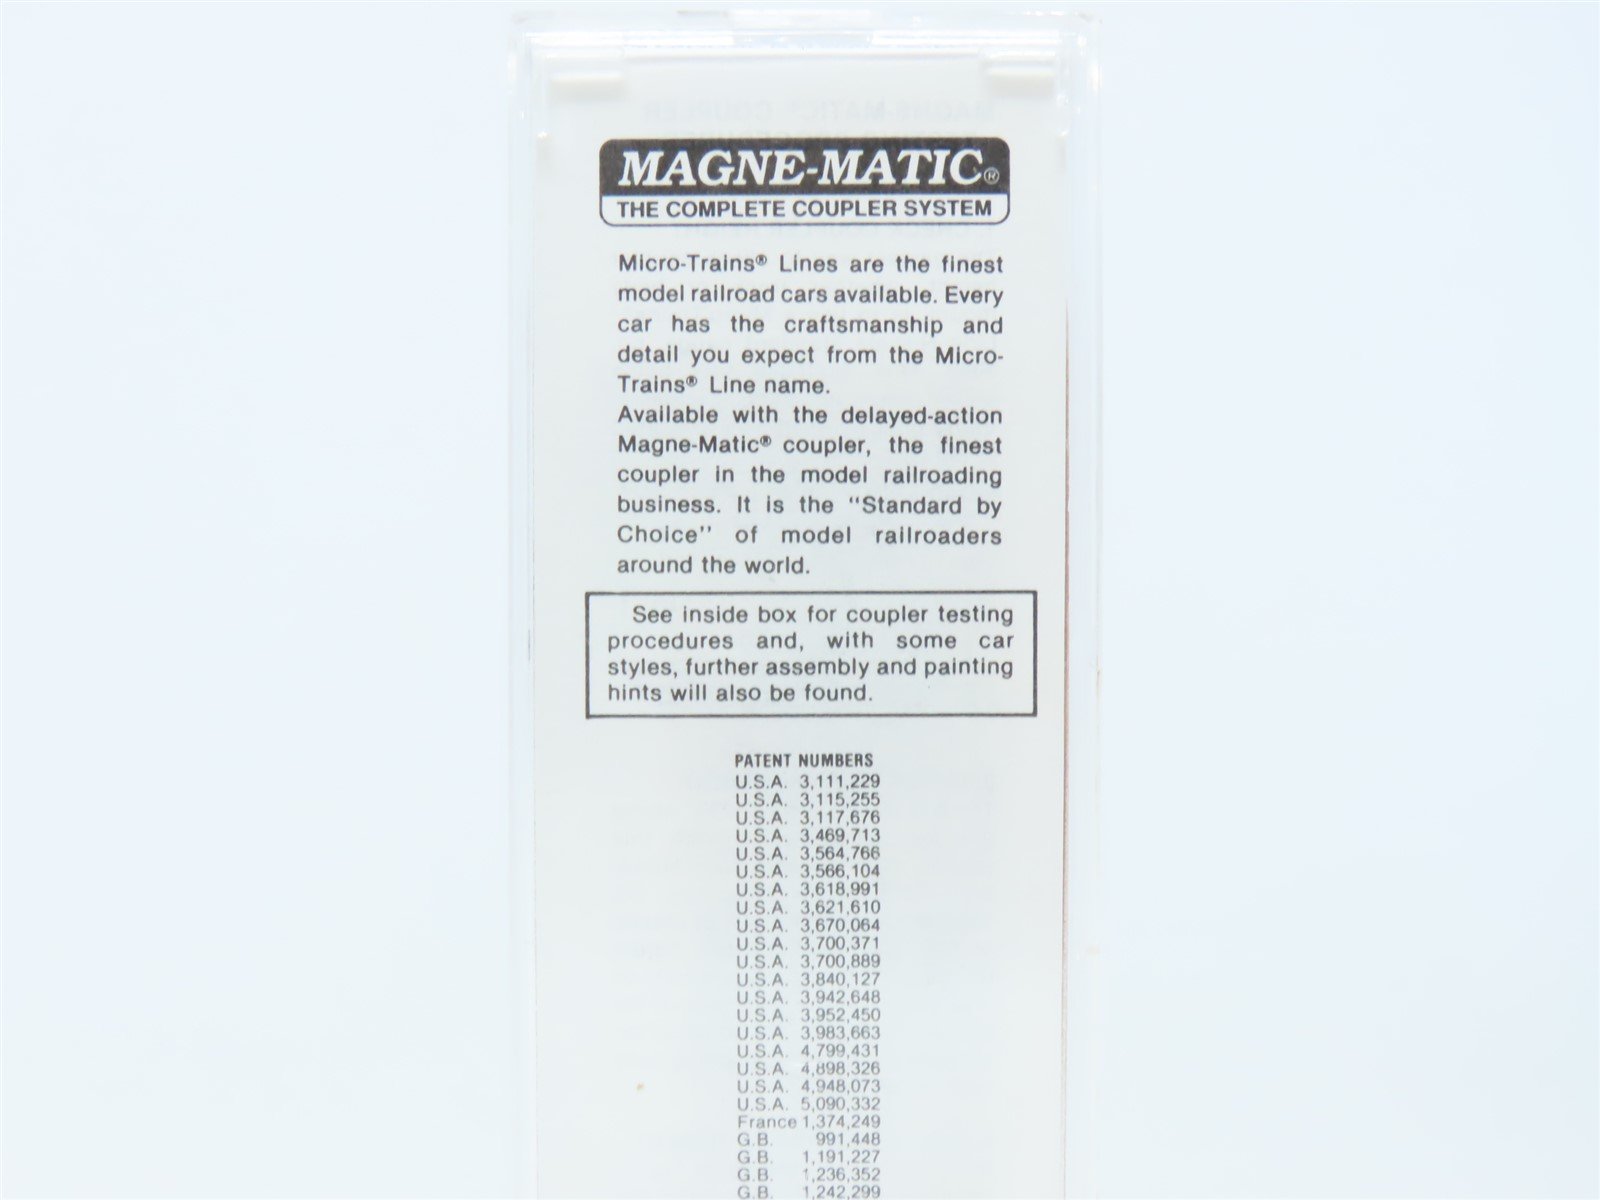 MAGNE-MATIC®
THE COMPLETE COUPLER SYSTEM
Micro-Trains® Lines are the finest
model railroad cars available. Every
car has the craftsmanship and
detail you expect from the Micro-
Trains® Line name.
Available with the delayed-action
Magne-Matic® coupler, the finest
coupler in the model railroading
business. It is the "Standard by
Choice" of model railroaders
around the world.
See inside box for coupler testing
procedures and, with some car
styles, further assembly and painting
hints will also be found.
PATENT NUMBERS
U.S.A. 3,111,229
U.S.A. 3,115,255
U.S.A. 3,117,676
U.S.A. 3,469,713
U.S.A. 3,564,766
U.S.A. 3,566,104
U.S.A. 3,618,991
U.S.A. 3,621,610
U.S.A. 3,670,064
U.S.A. 3,700,371
U.S.A. 3,700,889
U.S.A. 3,840,127
U.S.A. 3,942,648
U.S.A. 3,952,450
U.S.A. 3,983,663
U.S.A. 4,799,431
U.S.A. 4,898,326
U.S.A. 4,948,073
U.S.A. 5,090,332
France 1,374,249
G.B. 991,448
G.B. 1,191,227
G.B. 1,236,352
G.B. 1,242,299